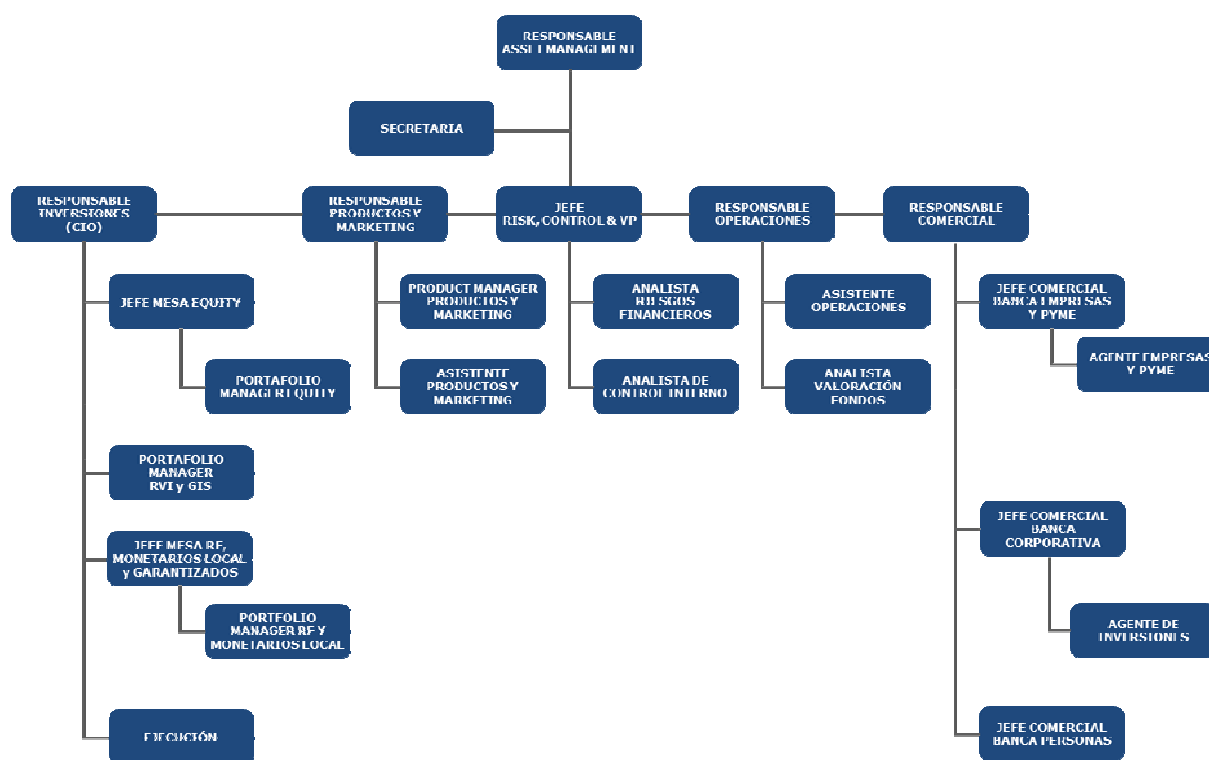 RESPONSABLE
ASSET MANAGEMENT
SECRETARIA
RESPONSABLE
INVERSIONES
(CIO)
RESPONSABLE
PRODUCTOS Y
MARKETING
JEFE
RISK, CONTROL & VP
RESPONSABLE
OPERACIONES
RESPONSABLE
COMERCIAL
JEFE MESA EQUITY
PORTAFOLIO
MANAGER EQUITY
PORTAFOLIO
MANAGER
RVI y GIS
JEFE MESA RF,
MONETARIOS LOCAL
y GARANTIZADOS
PORTFOLIO
MANAGER RF Y
MONETARIOS LOCAL
EJECUCIÓN
PRODUCT MANAGER
PRODUCTOS Y
MARKETING
ASISTENTE
PRODUCTOS Y
MARKETING
ANALISTA
RIESGOS
FINANCIEROS
ANALISTA DE
CONTROL INTERNO
ASISTENTE
OPERACIONES
ANALISTA
VALORACIÓN
FONDOS
JEFE COMERCIAL
BANCA EMPRESAS
Y PYME
AGENTE EMPRESAS
Y PYME
JEFE COMERCIAL
BANCA
CORPORATIVA
AGENTE DE
INVERSIONES
JEFE COMERCIAL
BANCA PERSONAS